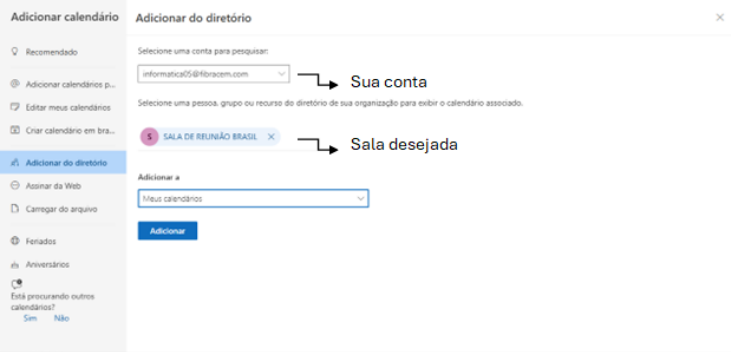 Adicionar calendário
Adicionar do diretório
Recomendado
Adicionar calendários p...
Editar meus calendários
Criar calendário em bra...
Adicionar do diretório
Assinar da Web
Carregar do arquivo
Feriados
Aniversários
Está procurando outros
calendários?
Sim Não
Selecione uma conta para pesquisar:
informatica05@fibracem.com
Sua conta
Selecione uma pessoa, grupo ou recurso do diretório de sua organização para exibir o calendário associado.
S SALA DE REUNIÃO BRASIL
Sala desejada
Adicionar a
Meus calendários
Adicionar